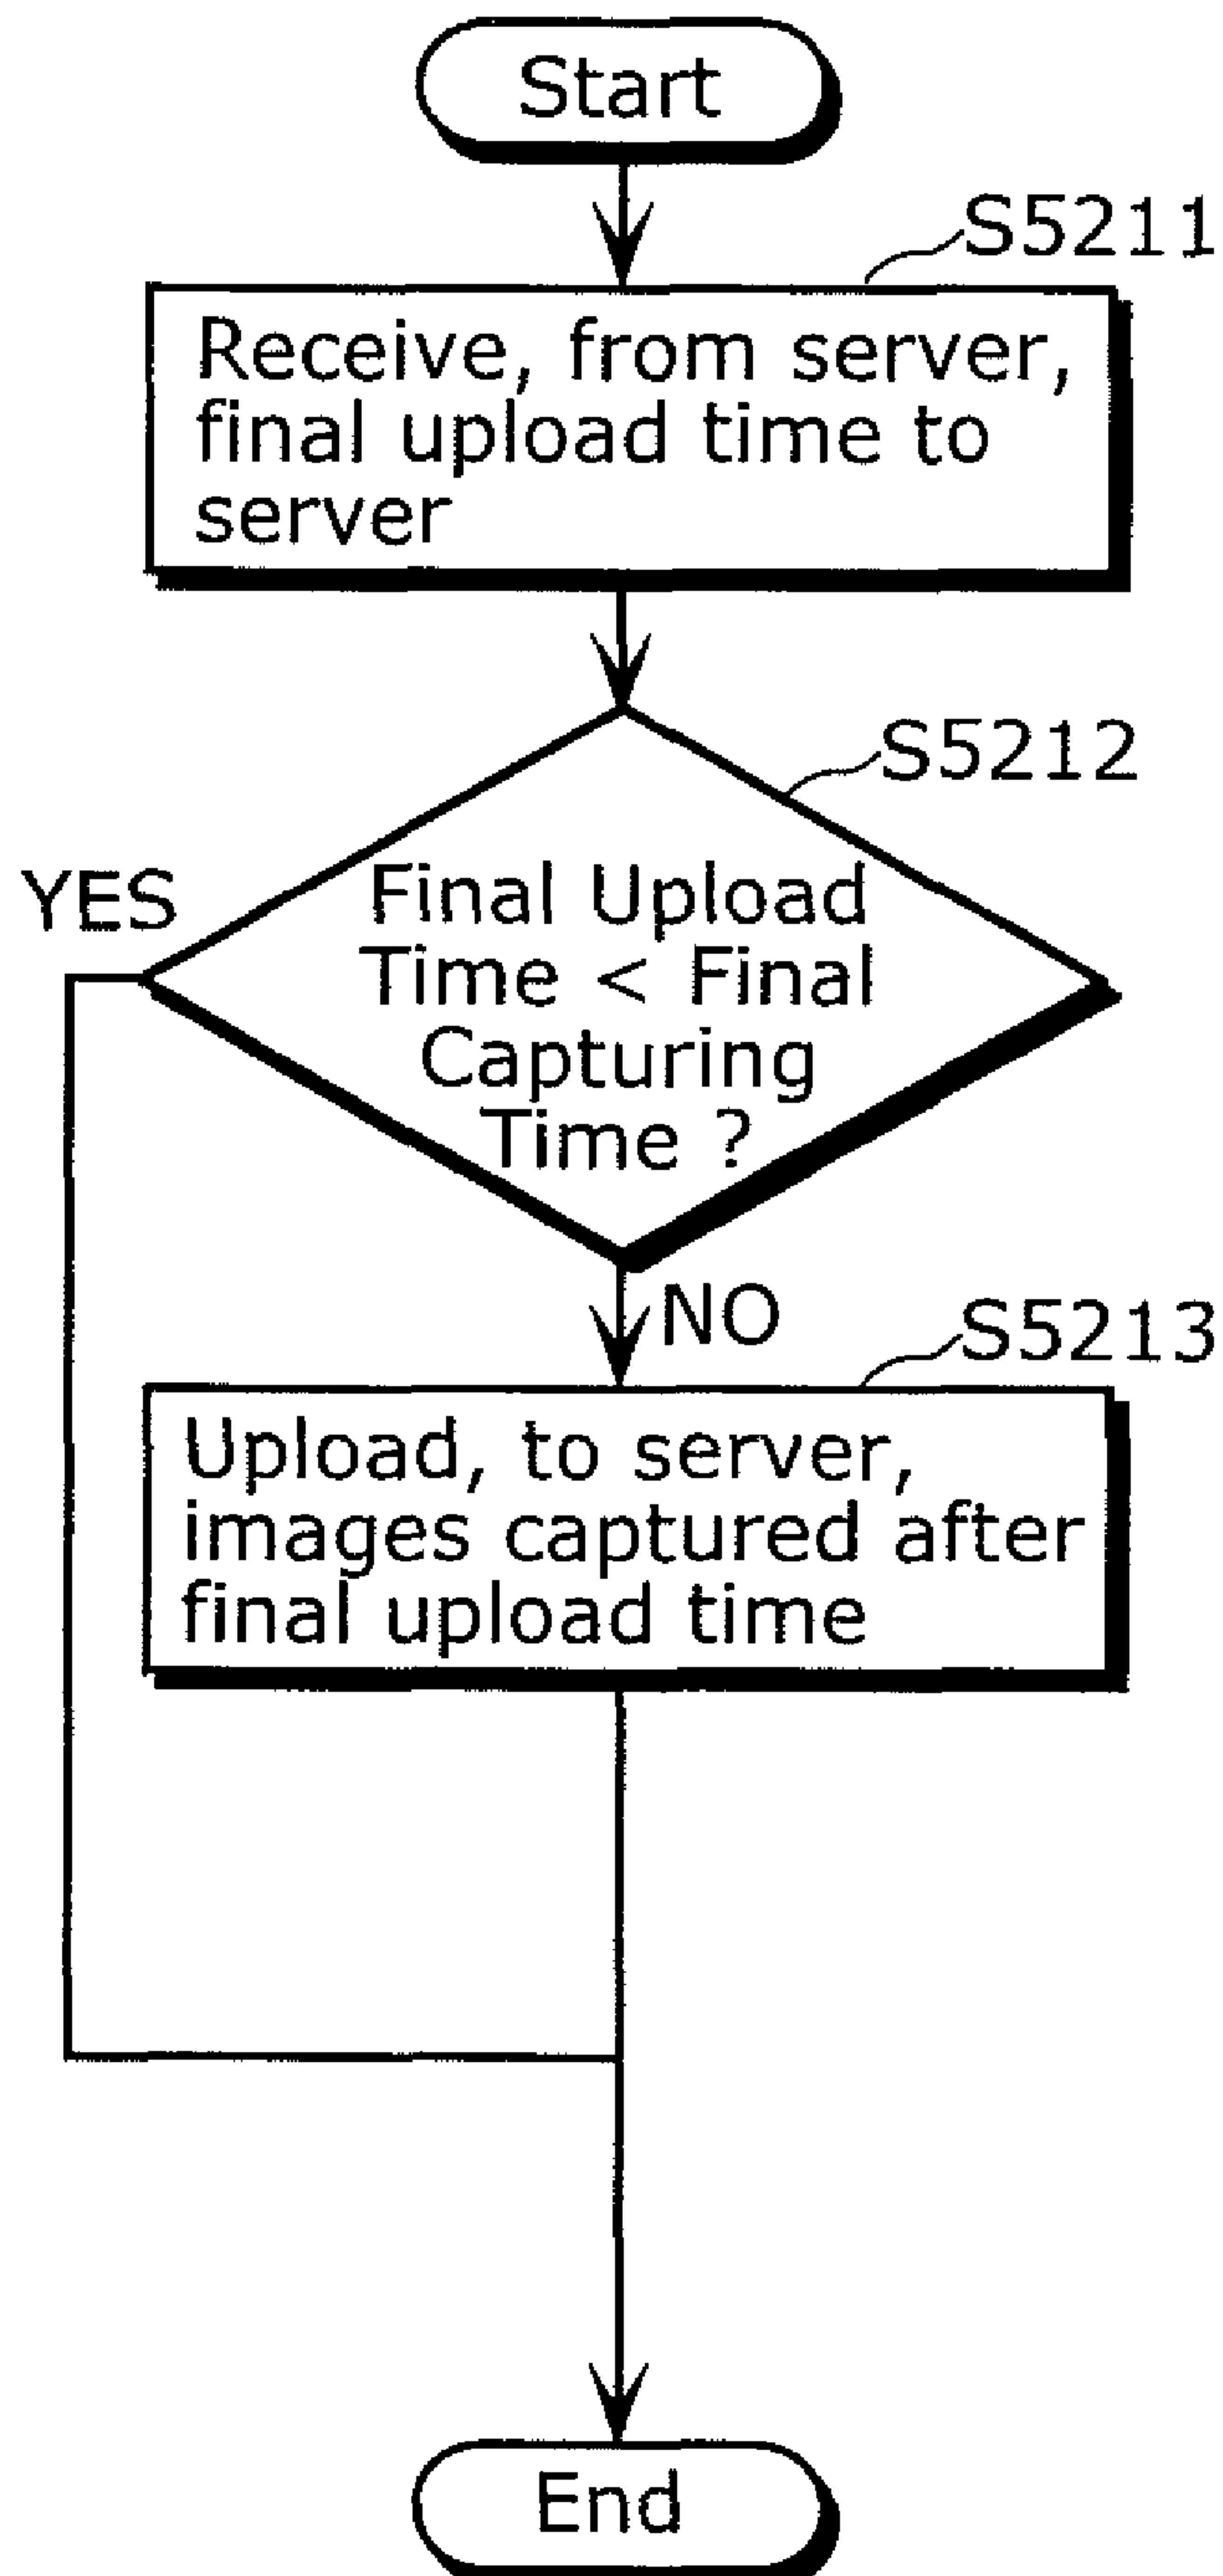 Start
S5211
Receive, from server,
final upload time to
server
S5212
YES
Final Upload
Time < Final
Capturing
Time ?
NO
S5213
Upload, to server,
images captured after
final upload time
End